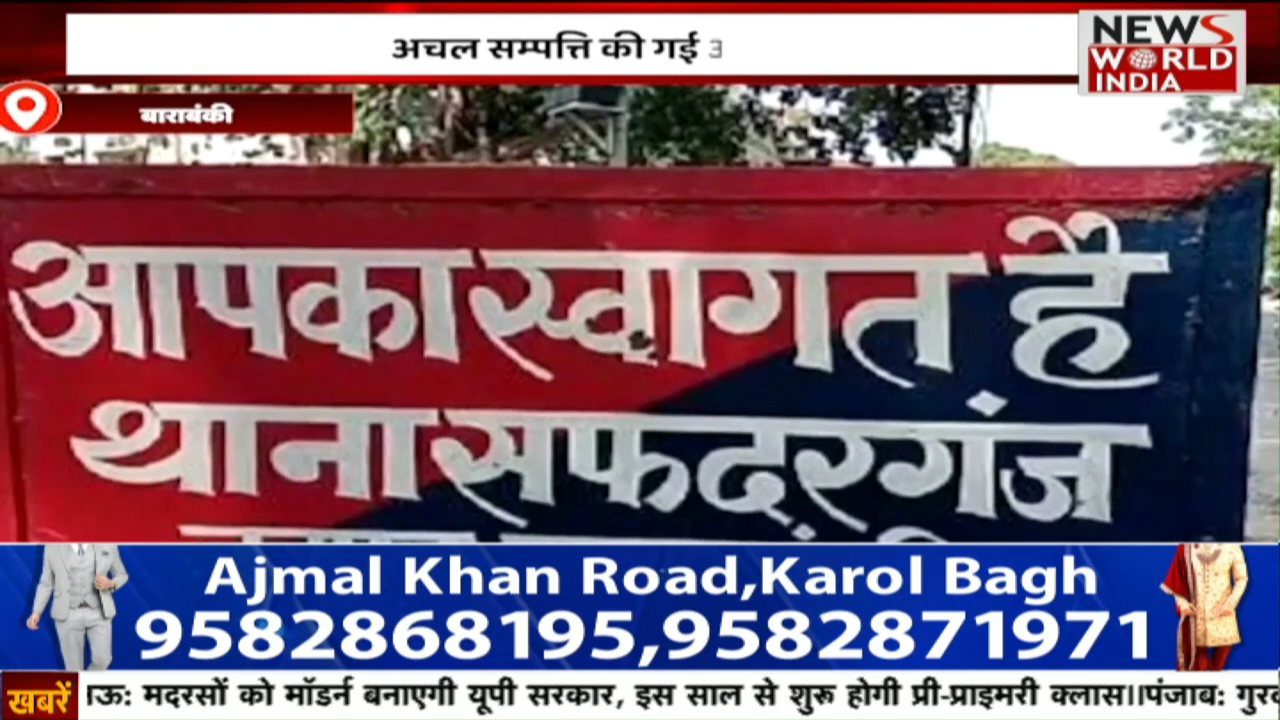 अचल सम्पत्ति की गई
NEWS
WORLD
INDIA
बाराबंकी
आपका स्वागत है
थाना सफदरगंज
Ajmal Khan Road,Karol Bagh
9582868195,9582871971
खबरें
मदरसों को मॉडर्न बनाएगी यूपी सरकार, इस साल से शुरू होगी प्री-प्राइमरी क्लास||पंजाब: